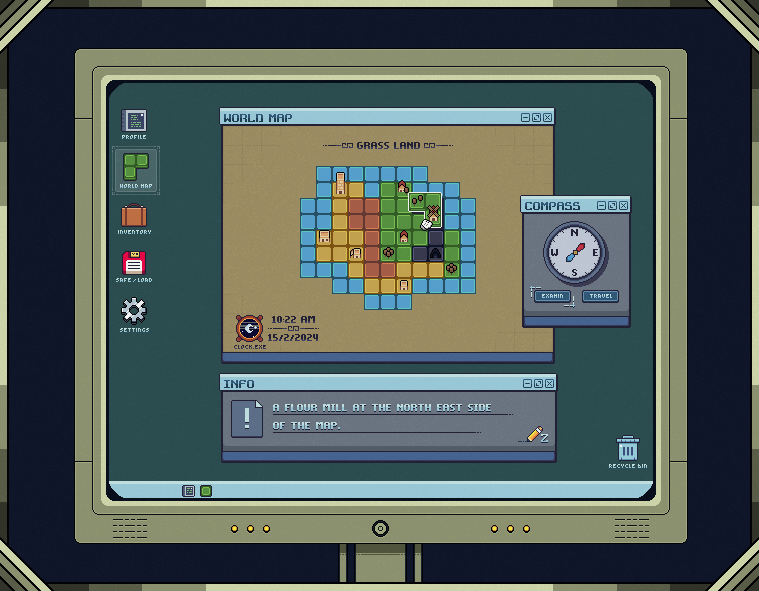 PROFILE
WORLD MAP
INVENTORY
SAFE/LOAD
SETTINGS
WORLD MAP
GRASS LAND
10:22 AM
15/2/2024
CLOCK.EXE
COMPASS
N
W E
S
EXAMIN TRAVEL
INFO
!
A FLOUR MILL AT THE NORTH EAST SIDE
OF THE MAP.
Z
RECYCLE BIN